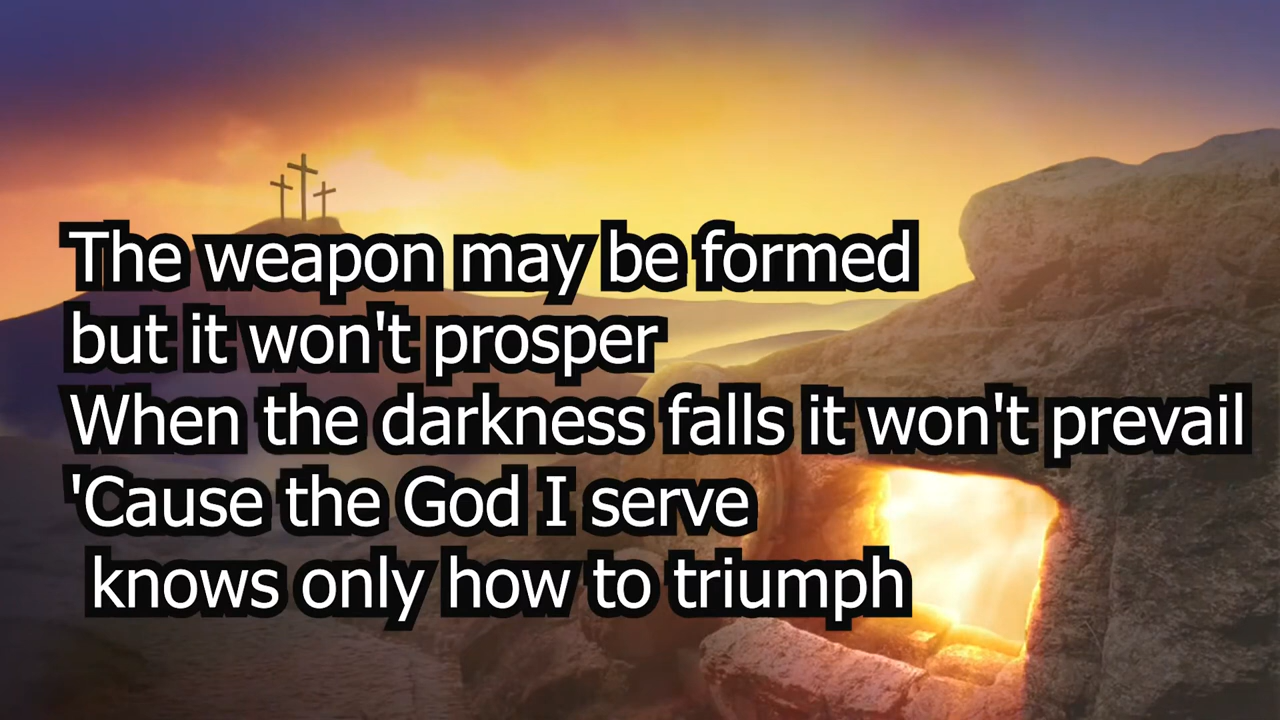 The weapon may be formed
but it won't prosper
When the darkness falls it won't prevail
'Cause the God I serve
knows only how to triumph